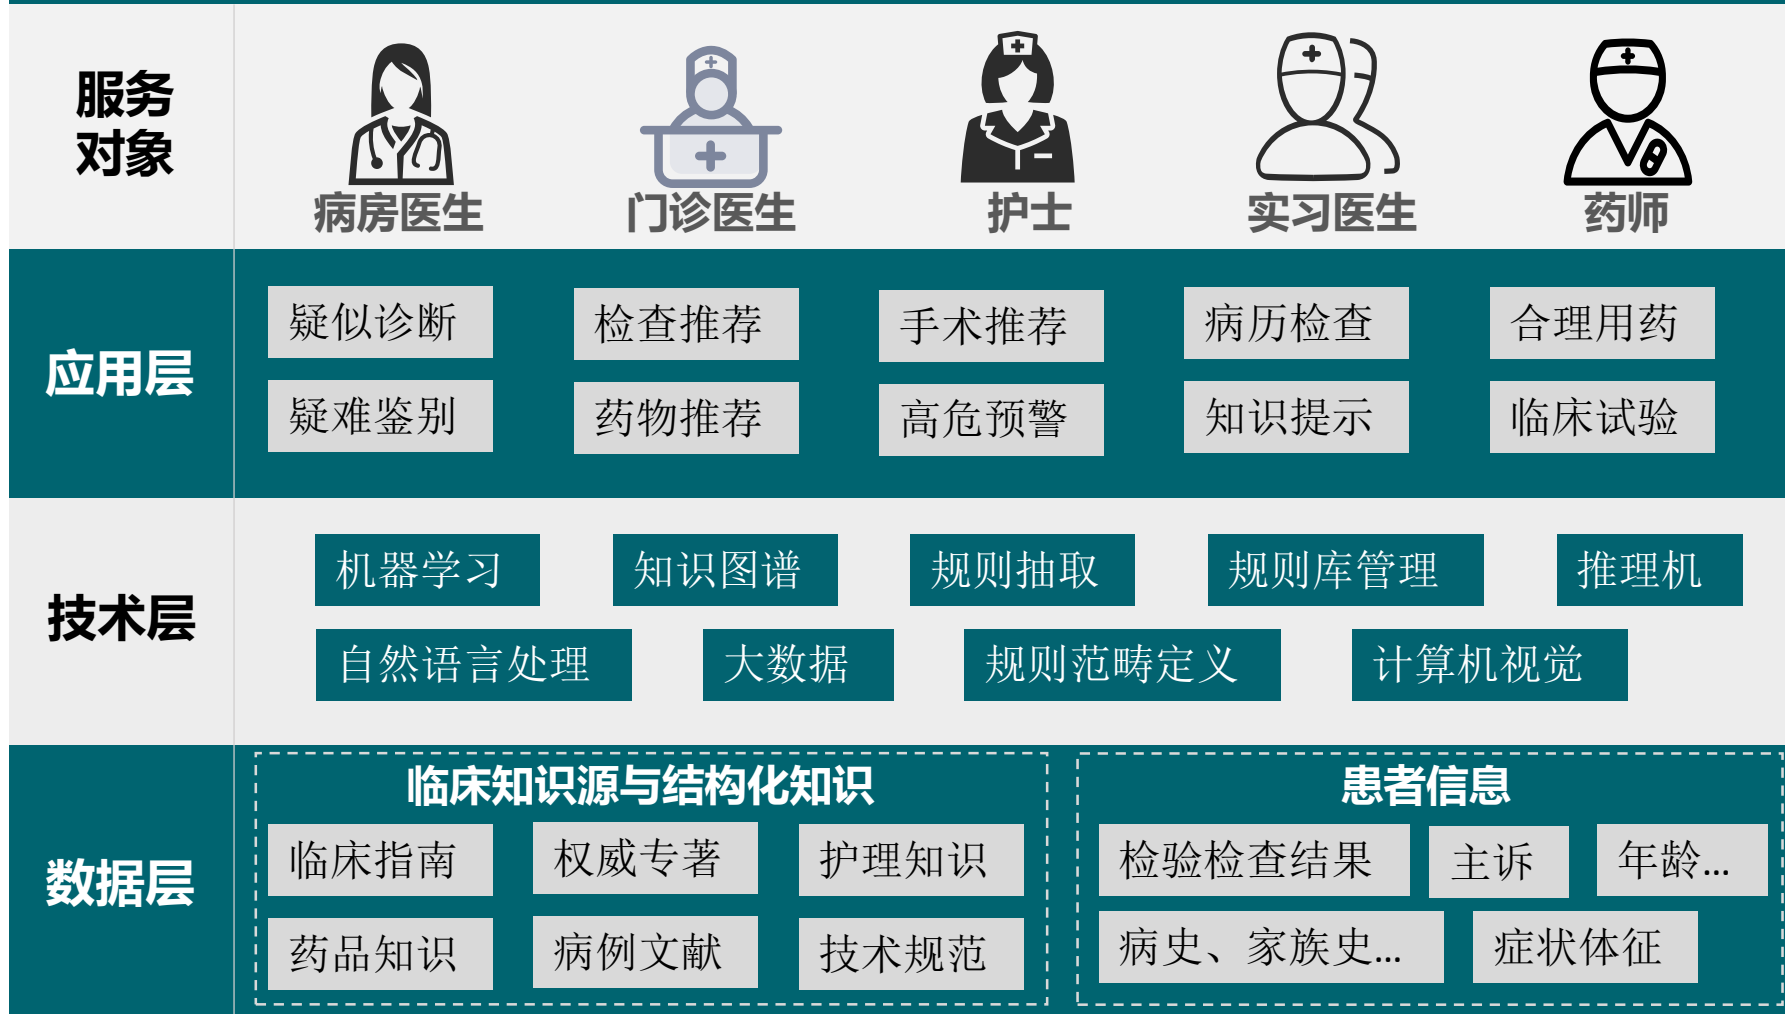 服务
对象
病房医生 门诊医生 护士 实习医生 药师
应用层
疑似诊断 检查推荐 手术推荐 病历检查 合理用药
疑难鉴别 药物推荐 高危预警 知识提示 临床试验
技术层
机器学习 知识图谱 规则抽取 规则库管理 推理机
自然语言处理 大数据 规则范畴定义 计算机视觉
数据层
临床知识源与结构化知识
临床指南 权威专著 护理知识
药品知识 病例文献 技术规范
患者信息
检验检查结果 主诉 年龄...
病史、家族史... 症状体征